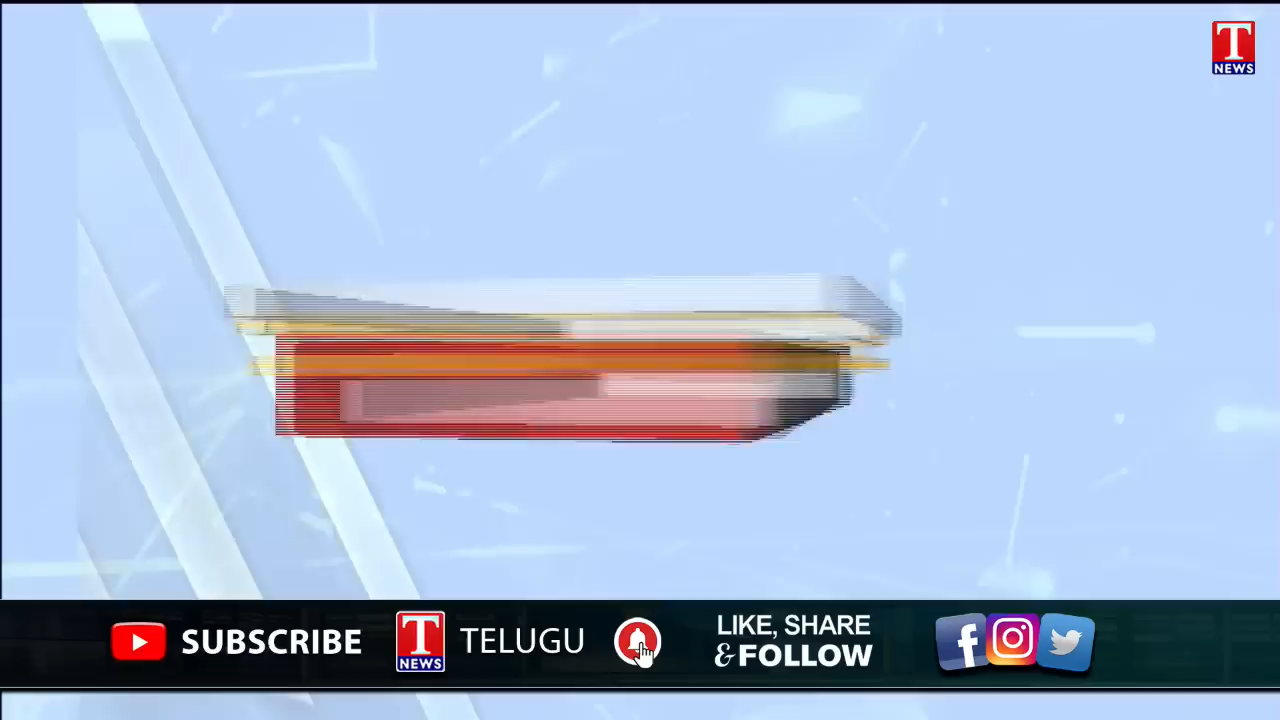 T
NEWS
SUBSCRIBE
T
NEWS
TELUGU
LIKE, SHARE
& FOLLOW
f